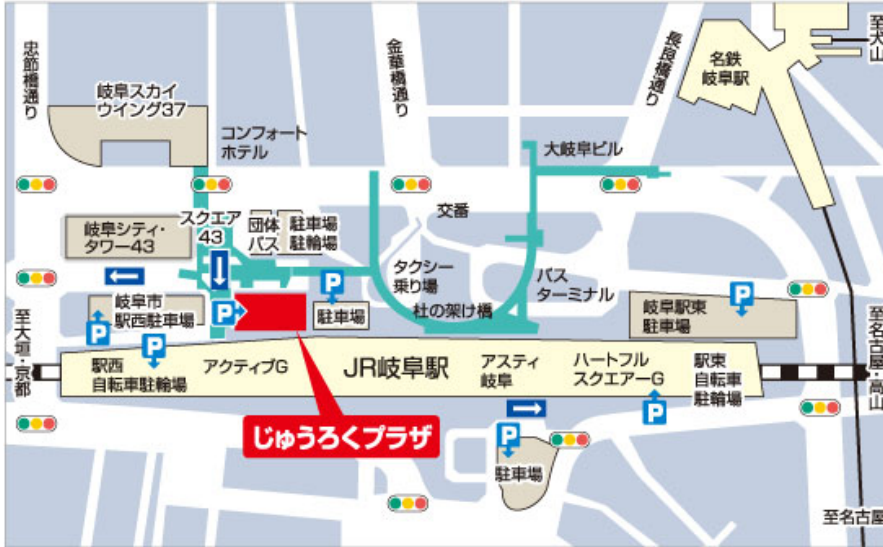 忠節橋通り
金華橋通り
長良橋通り
至犬山
名鉄
岐阜駅
岐阜スカイ
ウイング37
コンフォート
ホテル
大岐阜ビル
スクエア
43
団体
バス
駐車場
駐輪場
交番
岐阜シティ・
タワー43
タクシー
乗り場
バス
ターミナル
杜の架け橋
岐阜市
駅西駐車場
P
P
P
P
駐車場
P
岐阜駅東
駐車場
至大垣・京都
至名古屋・高山
駅西
自転車駐輪場
アクティブG
JR岐阜駅
アスティ
岐阜
ハートフル
スクエアーG
駅東
自転車
駐輪場
P
じゅうろくプラザ
P
駐車場
至名古屋